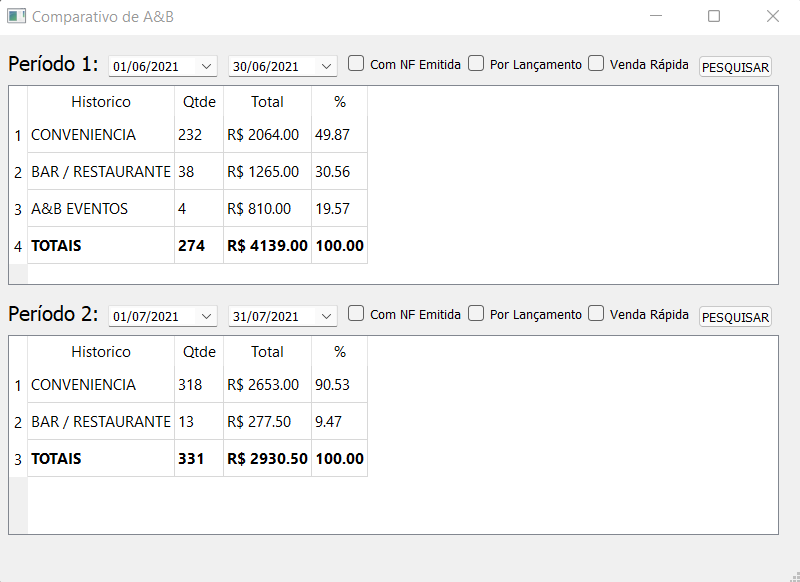 Comparativo de A&B
Período 1: 01/06/2021 30/06/2021 Com NF Emitida Por Lançamento Venda Rápida PESQUISAR
Historico Qtde Total %
1 CONVENIENCIA 232 R$ 2064.00 49.87
2 BAR / RESTAURANTE 38 R$ 1265.00 30.56
3 A&B EVENTOS 4 R$ 810.00 19.57
4 TOTAIS 274 R$ 4139.00 100.00
Período 2: 01/07/2021 31/07/2021 Com NF Emitida Por Lançamento Venda Rápida PESQUISAR
Historico Qtde Total %
1 CONVENIENCIA 318 R$ 2653.00 90.53
2 BAR / RESTAURANTE 13 R$ 277.50 9.47
3 TOTAIS 331 R$ 2930.50 100.00